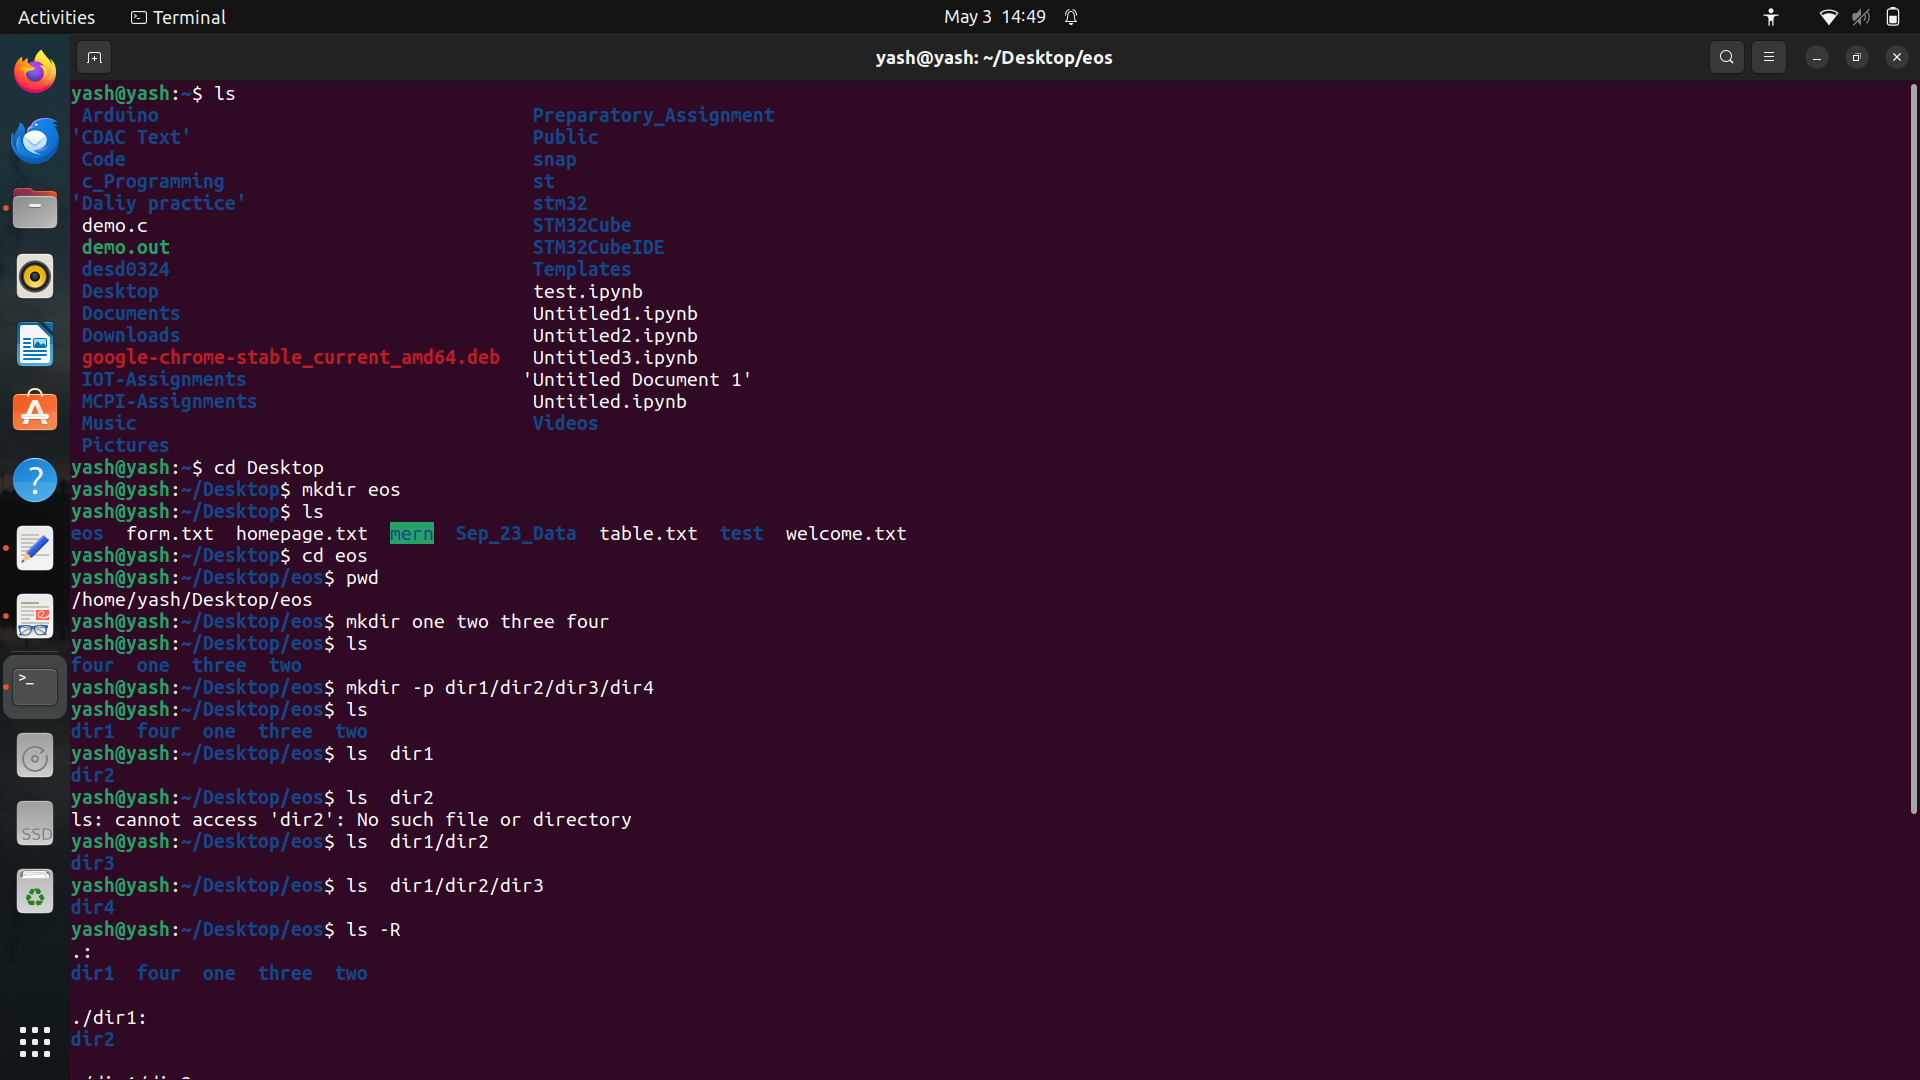 Activities Terminal May 3 14:49
yash@yash: ~/Desktop/eos
yash@yash:~$ ls
Arduino Preparatory_Assignment
'CDAC Text' Public
Code snap
c_Programming st
'Daliy practice' stm32
demo.c STM32Cube
demo.out STM32CubeIDE
desd0324 Templates
Desktop test.ipynb
Documents Untitled1.ipynb
Downloads Untitled2.ipynb
google-chrome-stable_current_amd64.deb Untitled3.ipynb
IOT-Assignments 'Untitled Document 1'
MCPI-Assignments Untitled.ipynb
Music Videos
Pictures
yash@yash:~$ cd Desktop
yash@yash:~/Desktop$ mkdir eos
yash@yash:~/Desktop$ ls
eos form.txt homepage.txt mern Sep_23_Data table.txt test welcome.txt
yash@yash:~/Desktop$ cd eos
yash@yash:~/Desktop/eos$ pwd
/home/yash/Desktop/eos
yash@yash:~/Desktop/eos$ mkdir one two three four
yash@yash:~/Desktop/eos$ ls
four one three two
yash@yash:~/Desktop/eos$ mkdir -p dir1/dir2/dir3/dir4
yash@yash:~/Desktop/eos$ ls
dir1 four one three two
yash@yash:~/Desktop/eos$ ls  dir1
dir2
yash@yash:~/Desktop/eos$ ls  dir2
ls: cannot access 'dir2': No such file or directory
yash@yash:~/Desktop/eos$ ls  dir1/dir2
dir3
yash@yash:~/Desktop/eos$ ls  dir1/dir2/dir3
dir4
yash@yash:~/Desktop/eos$ ls -R
.:
dir1 four one three two
./dir1:
dir2
SSD